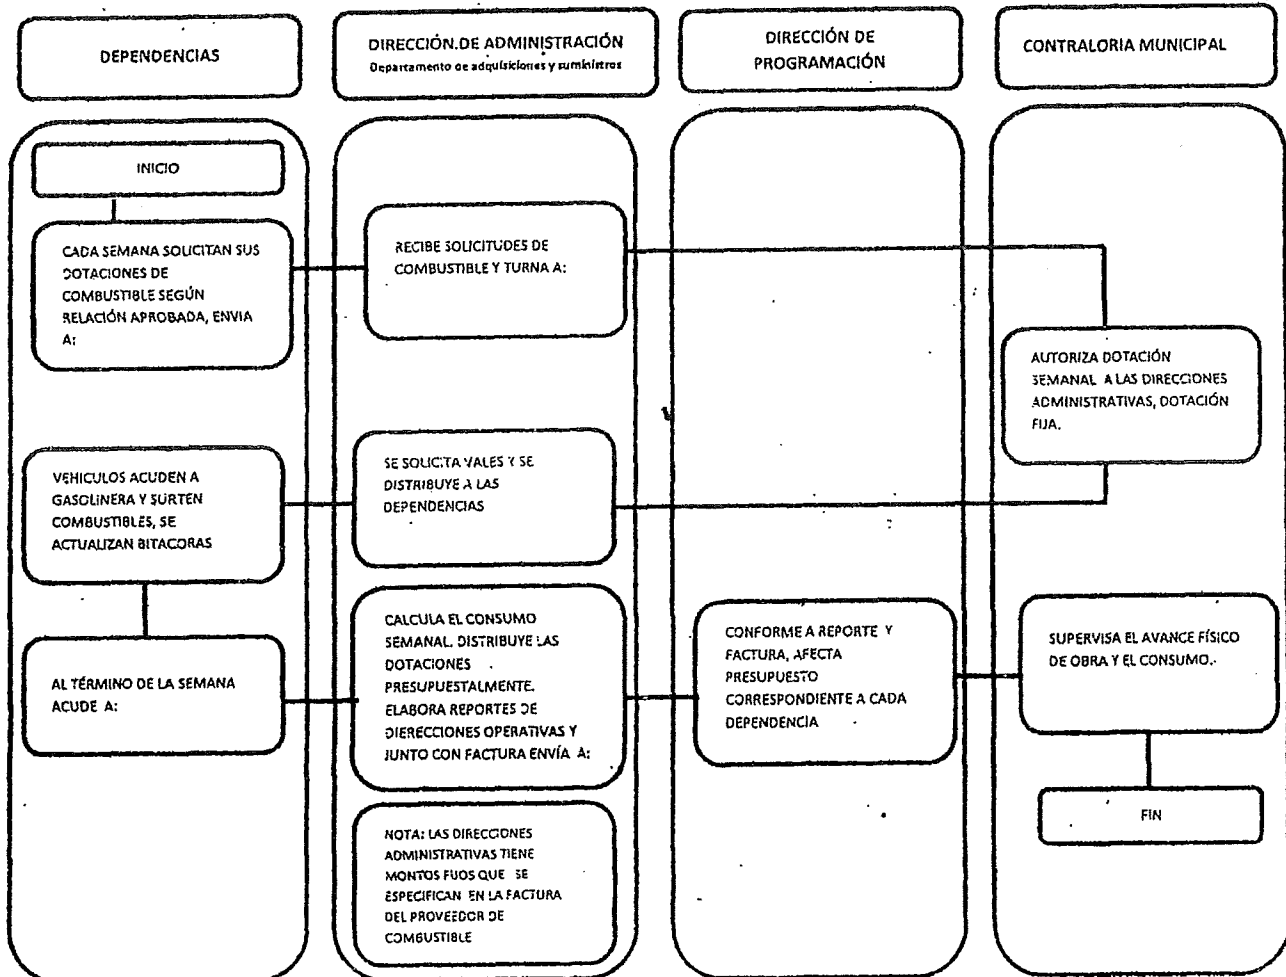 DEPENDENCIAS
DIRECCIÓN DE ADMINISTRACIÓN
Departamento de adquisiciones y suministros
DIRECCIÓN DE
PROGRAMACIÓN
CONTRALORIA MUNICIPAL
INICIO
CADA SEMANA SOLICITAN SUS
DOTACIONES DE
COMBUSTIBLE SEGÚN
RELACIÓN APROBADA, ENVIA
A:
RECIBE SOLICITUDES DE
COMBUSTIBLE Y TURNA A:
AUTORIZA DOTACIÓN
SEMANAL A LAS DIRECCIONES
ADMINISTRATIVAS, DOTACIÓN
FIJA.
SE SOLICITA VALES Y SE
DISTRIBUYE A LAS
DEPENDENCIAS
VEHICULOS ACUDEN A
GASOLINERA Y SURTEN
COMBUSTIBLES, SE
ACTUALIZAN BITACORAS
AL TÉRMINO DE LA SEMANA
ACUDE A:
CALCULA EL CONSUMO
SEMANAL. DISTRIBUYE LAS
DOTACIONES
PRESUPUESTALMENTE.
ELABORA REPORTES DE
DIERECCIONES OPERATIVAS Y
JUNTO CON FACTURA ENVÍA A:
CONFORME A REPORTE Y
FACTURA, AFECTA
PRESUPUESTO
CORRESPONDIENTE A CADA
DEPENDENCIA
SUPERVISA EL AVANCE FÍSICO
DE OBRA Y EL CONSUMO.
FIN
NOTA: LAS DIRECCIONES
ADMINISTRATIVAS TIENE
MONTOS FIJOS QUE SE
ESPECIFICAN EN LA FACTURA
DEL PROVEEDOR DE
COMBUSTIBLE